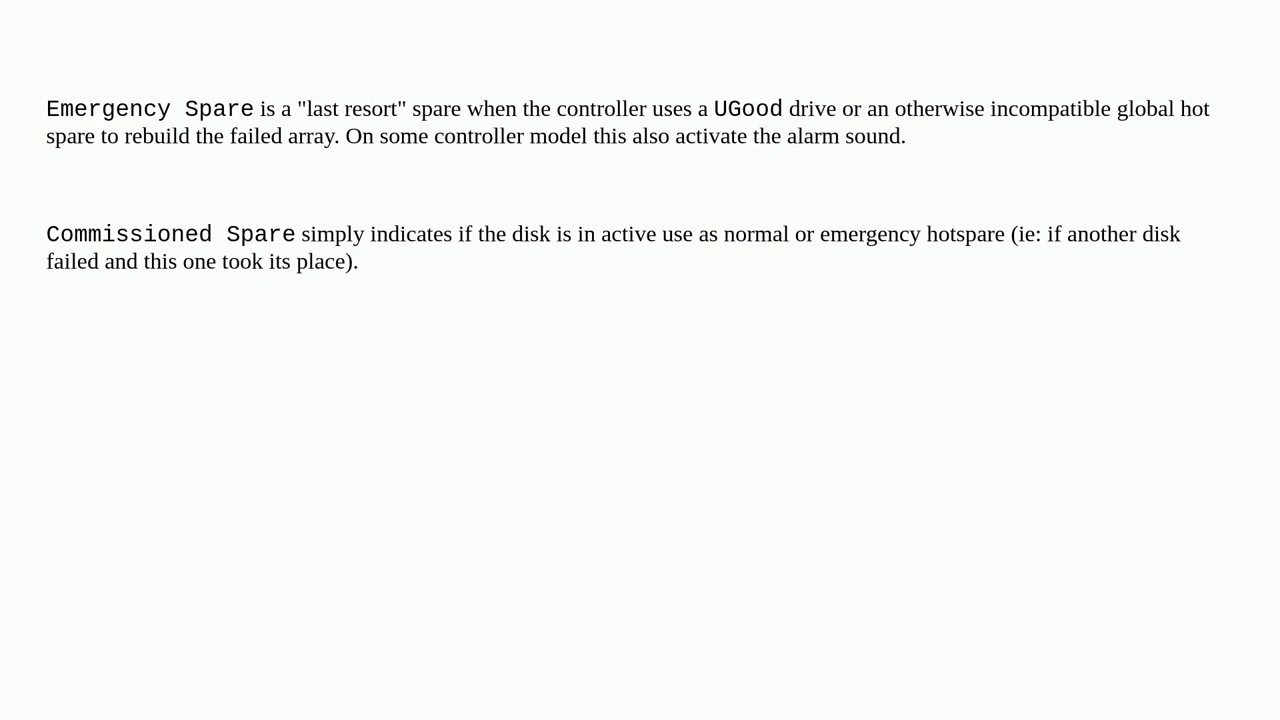 Emergency Spare is a "last resort" spare when the controller uses a UGood drive or an otherwise incompatible global hot
spare to rebuild the failed array. On some controller model this also activate the alarm sound.
Commissioned Spare simply indicates if the disk is in active use as normal or emergency hotspare (ie: if another disk
failed and this one took its place).